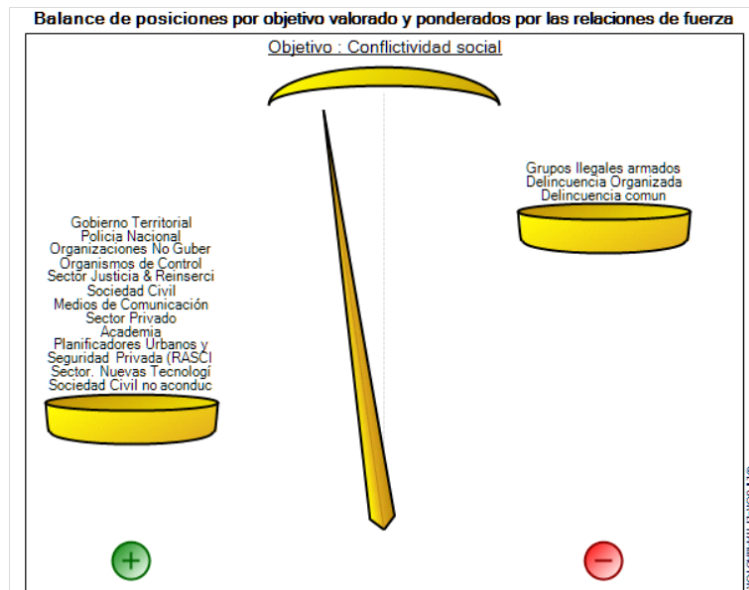 Balance de posiciones por objetivo valorado y ponderados por las relaciones de fuerza
Objetivo : Conflictividad social
Grupos Ilegales armados
Delincuencia Organizada
Delincuencia comun
Gobierno Territorial
Policia Nacional
Organizaciones No Guber
Organismos de Control
Sector Justicia & Reinserci
Sociedad Civil
Medios de Comunicación
Sector Privado
Academia
Planificadores Urbanos y
Seguridad Privada (RASCI
Sector. Nuevas Tecnologí
Sociedad Civil no aconduc